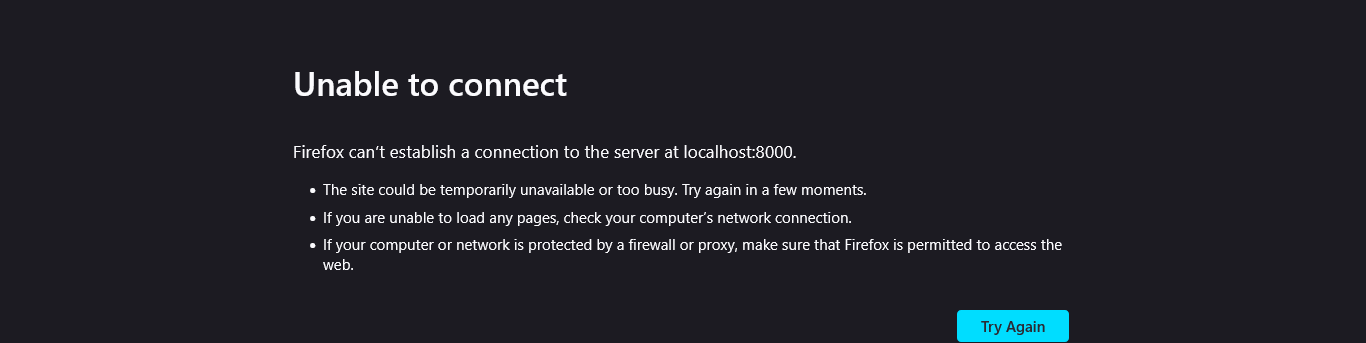 Unable to connect
Firefox can’t establish a connection to the server at localhost:8000.
• The site could be temporarily unavailable or too busy. Try again in a few moments.
• If you are unable to load any pages, check your computer’s network connection.
• If your computer or network is protected by a firewall or proxy, make sure that Firefox is permitted to access the
web.
Try Again